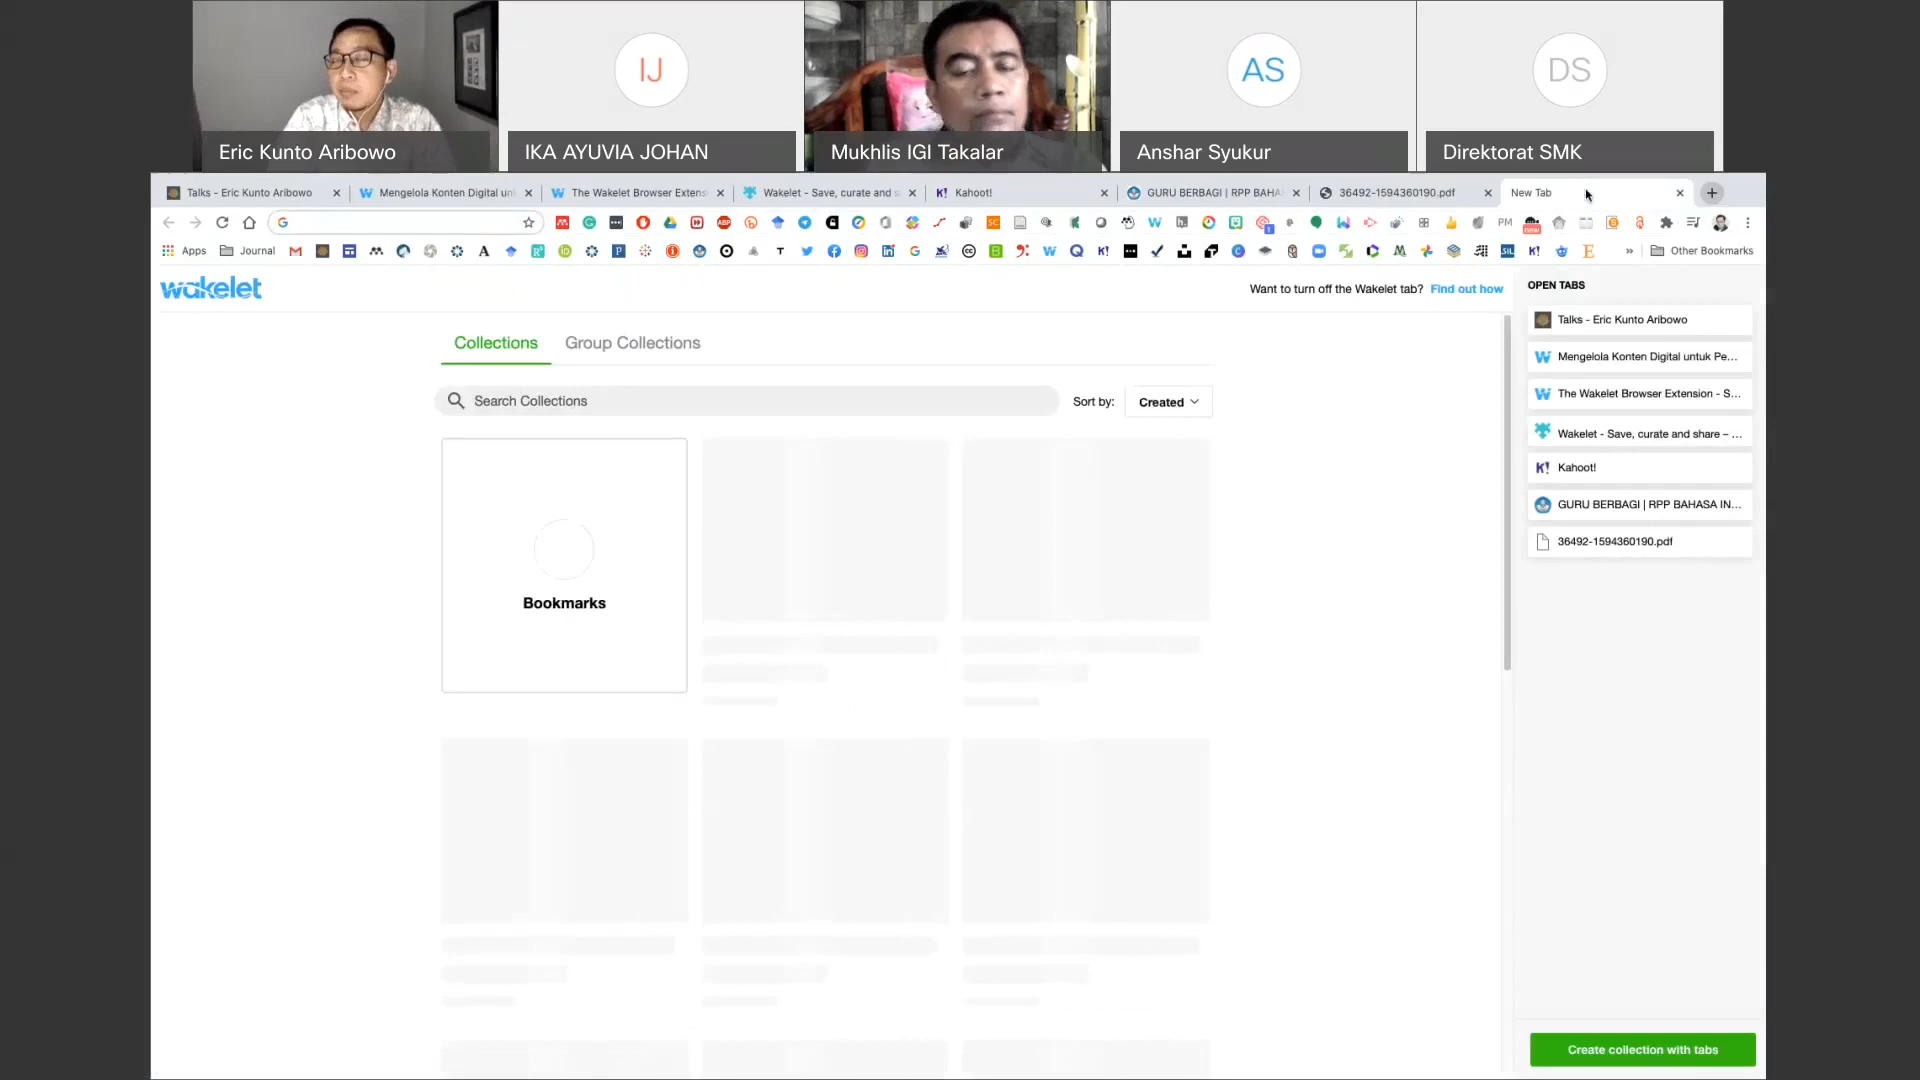 IJ
AS
DS
Eric Kunto Aribowo
IKA AYUVIA JOHAN
Mukhlis IGI Takalar
Anshar Syukur
Direktorat SMK
Talks - Eric Kunto Aribowo
Mengelola Konten Digital un
The Wakelet Browser Extens
Wakelet - Save, curate and s
Kahoot!
GURU BERBAGI | RPP BAHA
36492-1594360190.pdf
New Tab
PM
new
Apps
Journal
Other Bookmarks
wakelet
Want to turn off the Wakelet tab? Find out how
Collections
Group Collections
Search Collections
Sort by:
Created
Bookmarks
OPEN TABS
Talks - Eric Kunto Aribowo
Mengelola Konten Digital untuk Pe...
The Wakelet Browser Extension - S...
Wakelet - Save, curate and share – ...
Kahoot!
GURU BERBAGI | RPP BAHASA IN...
36492-1594360190.pdf
Create collection with tabs